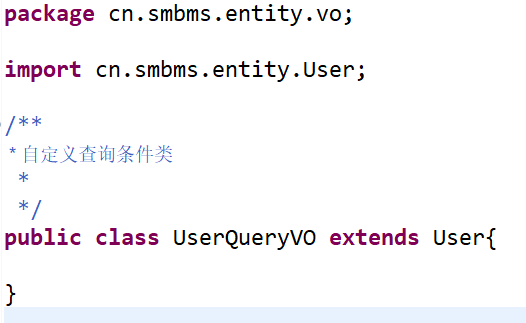 package cn.smbms.entity.vo;
import cn.smbms.entity.User;
/**
* 自定义查询条件类
*
*/
public class UserQueryVO extends User{
}